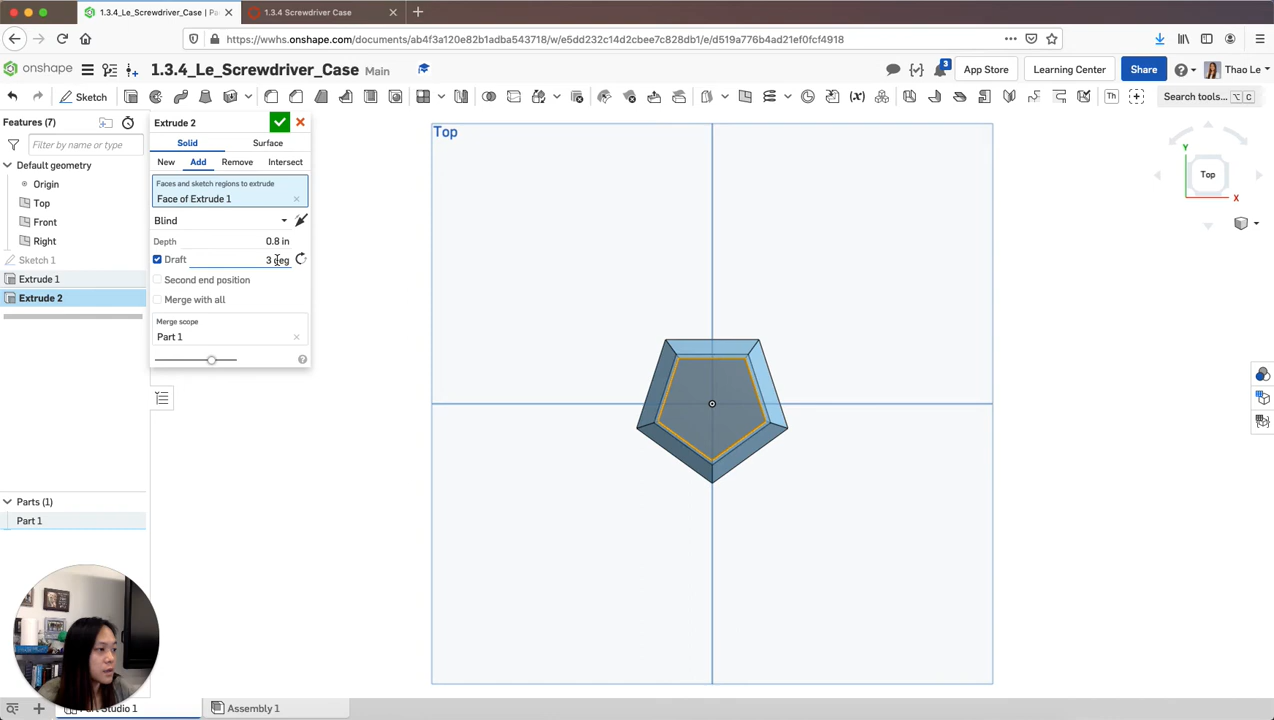 1.3.4_Le_Screwdriver_Case | Pa
1.3.4 Screwdriver Case
https://wwhs.onshape.com/documents/ab4f3a120e82b1adba543718/w/e5dd232c14d2cbee7c828db1/e/d519a776b4ad21ef0fcf4918
onshape
1.3.4_Le_Screwdriver_Case Main
3
App Store
Learning Center
Share
Thao Le
Sketch
Th
Search tools...
⌥ C
Features (7)
Filter by name or type
Default geometry
Origin
Top
Front
Right
Sketch 1
Extrude 1
Extrude 2
Extrude 2
Solid Surface
New Add Remove Intersect
Faces and sketch regions to extrude
Face of Extrude 1
Blind
Depth 0.8 in
Draft 3 deg
Second end position
Merge with all
Merge scope
Part 1
Top
Y
Top
X
Parts (1)
Part 1
Part Studio 1
Assembly 1